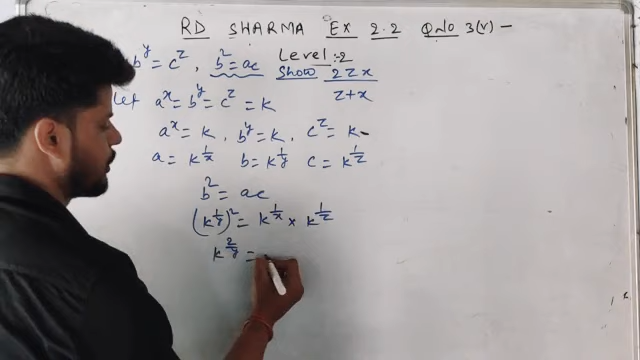 RD SHARMA Ex 2.2 Q.No 3(v) -
b^y = c^z , b^2 = ac Level :- 2
Show 2zx / z+x
Let a^x = b^y = c^z = k
a^x = k , b^y = k , c^z = k
a = k^(1/x) b = k^(1/y) c = k^(1/z)
b^2 = ac
(k^(1/y))^2 = k^(1/x) × k^(1/z)
k^(2/y) =